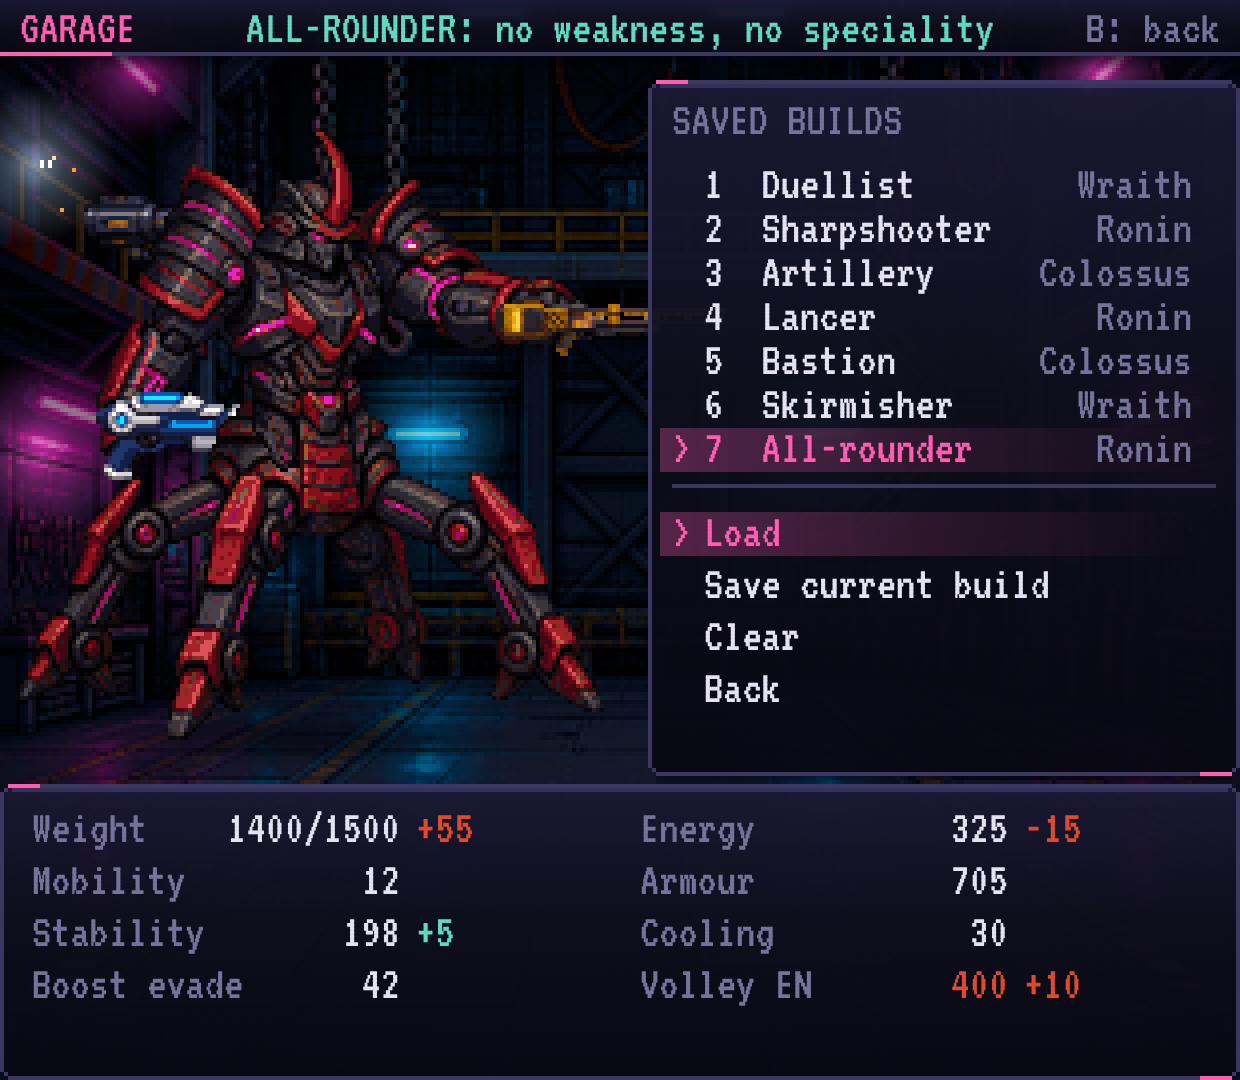 GARAGE ALL-ROUNDER: no weakness, no speciality B: back
SAVED BUILDS
1 Duellist Wraith
2 Sharpshooter Ronin
3 Artillery Colossus
4 Lancer Ronin
5 Bastion Colossus
6 Skirmisher Wraith
> 7 All-rounder Ronin
> Load
Save current build
Clear
Back
Weight 1400/1500 +55 Energy 325 -15
Mobility 12 Armour 705
Stability 198 +5 Cooling 30
Boost evade 42 Volley EN 400 +10